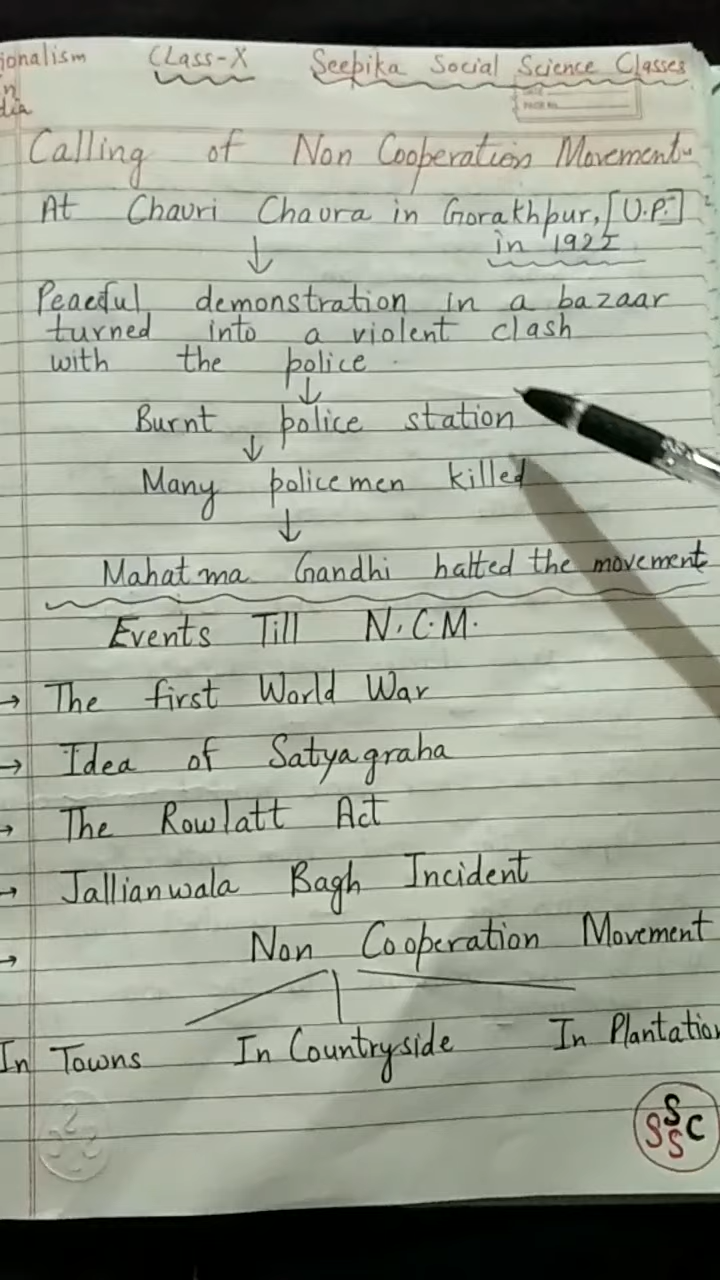 ionalism CLass-X Seepika Social Science Classes
in
dia
Calling of Non Cooperation Movement
At Chauri Chaura in Gorakhpur, [U.P.]
in 1922
↓
Peaceful demonstration in a bazaar
turned into a violent clash
with the police.
↓
Burnt police station
↓
Many policemen killed
↓
Mahatma Gandhi halted the movement
Events Till N.C.M.
→ The first World War
→ Idea of Satyagraha
→ The Rowlatt Act
→ Jallianwala Bagh Incident
→ Non Cooperation Movement
In Towns In Countryside In Plantation
SSSC